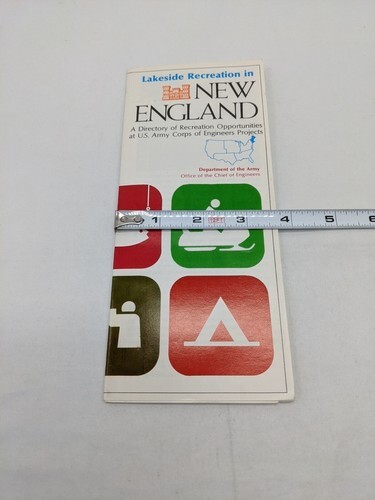 Lakeside Recreation in
NEW
ENGLAND
A Directory of Recreation Opportunities
at U.S. Army Corps of Engineers Projects
Department of the Army
Office of the Chief of Engineers
1 2 3 4 5 6